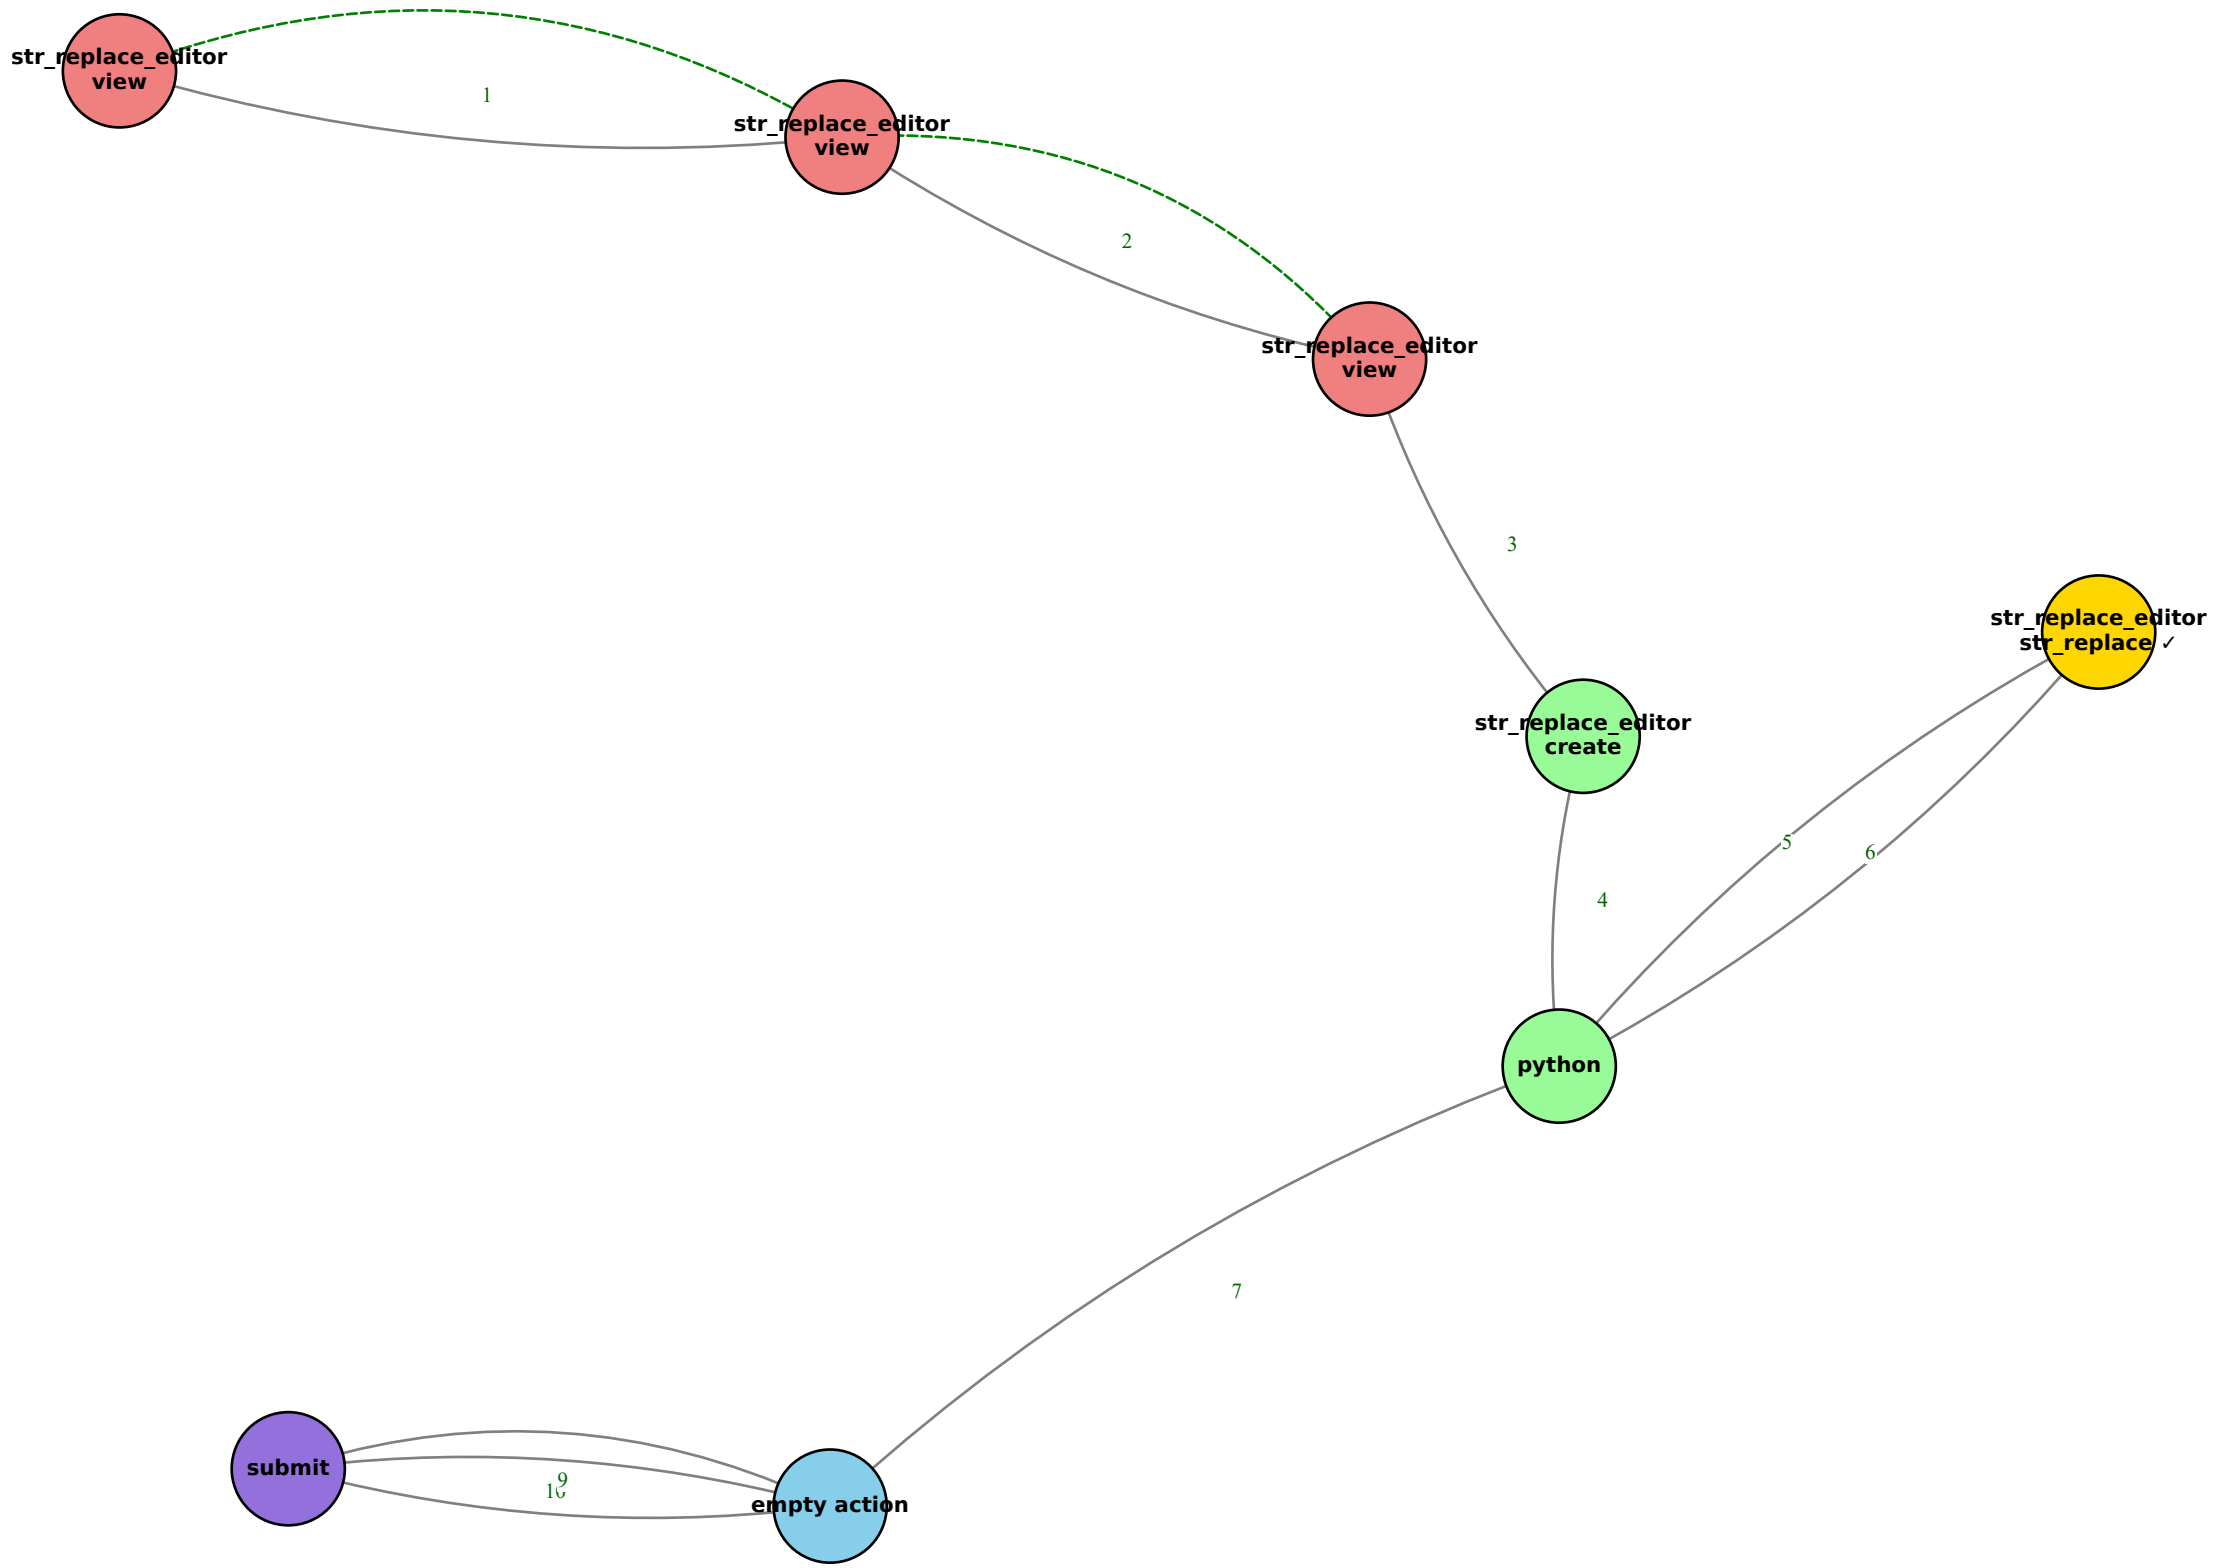 str_replace_editor
view
1
str_replace_editor
view
2
str_replace_editor
view
3
str_replace_editor
str_replace ✓
str_replace_editor
create
5
6
4
python
7
submit
9
10
empty action